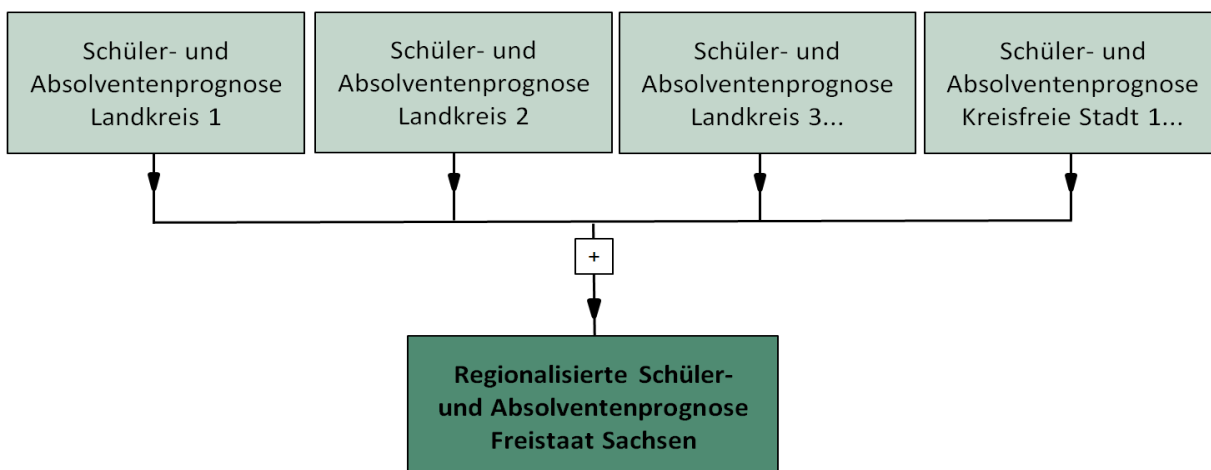 Schüler- und
Absolventenprognose
Landkreis 1
Schüler- und
Absolventenprognose
Landkreis 2
Schüler- und
Absolventenprognose
Landkreis 3...
Schüler- und
Absolventenprognose
Kreisfreie Stadt 1...
+
Regionalisierte Schüler-
und Absolventenprognose
Freistaat Sachsen